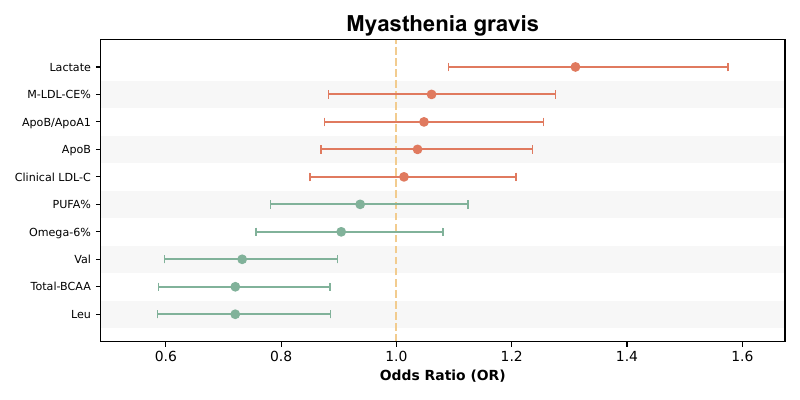 Myasthenia gravis
Lactate
M-LDL-CE%
ApoB/ApoA1
ApoB
Clinical LDL-C
PUFA%
Omega-6%
Val
Total-BCAA
Leu
0.6 0.8 1.0 1.2 1.4 1.6
Odds Ratio (OR)